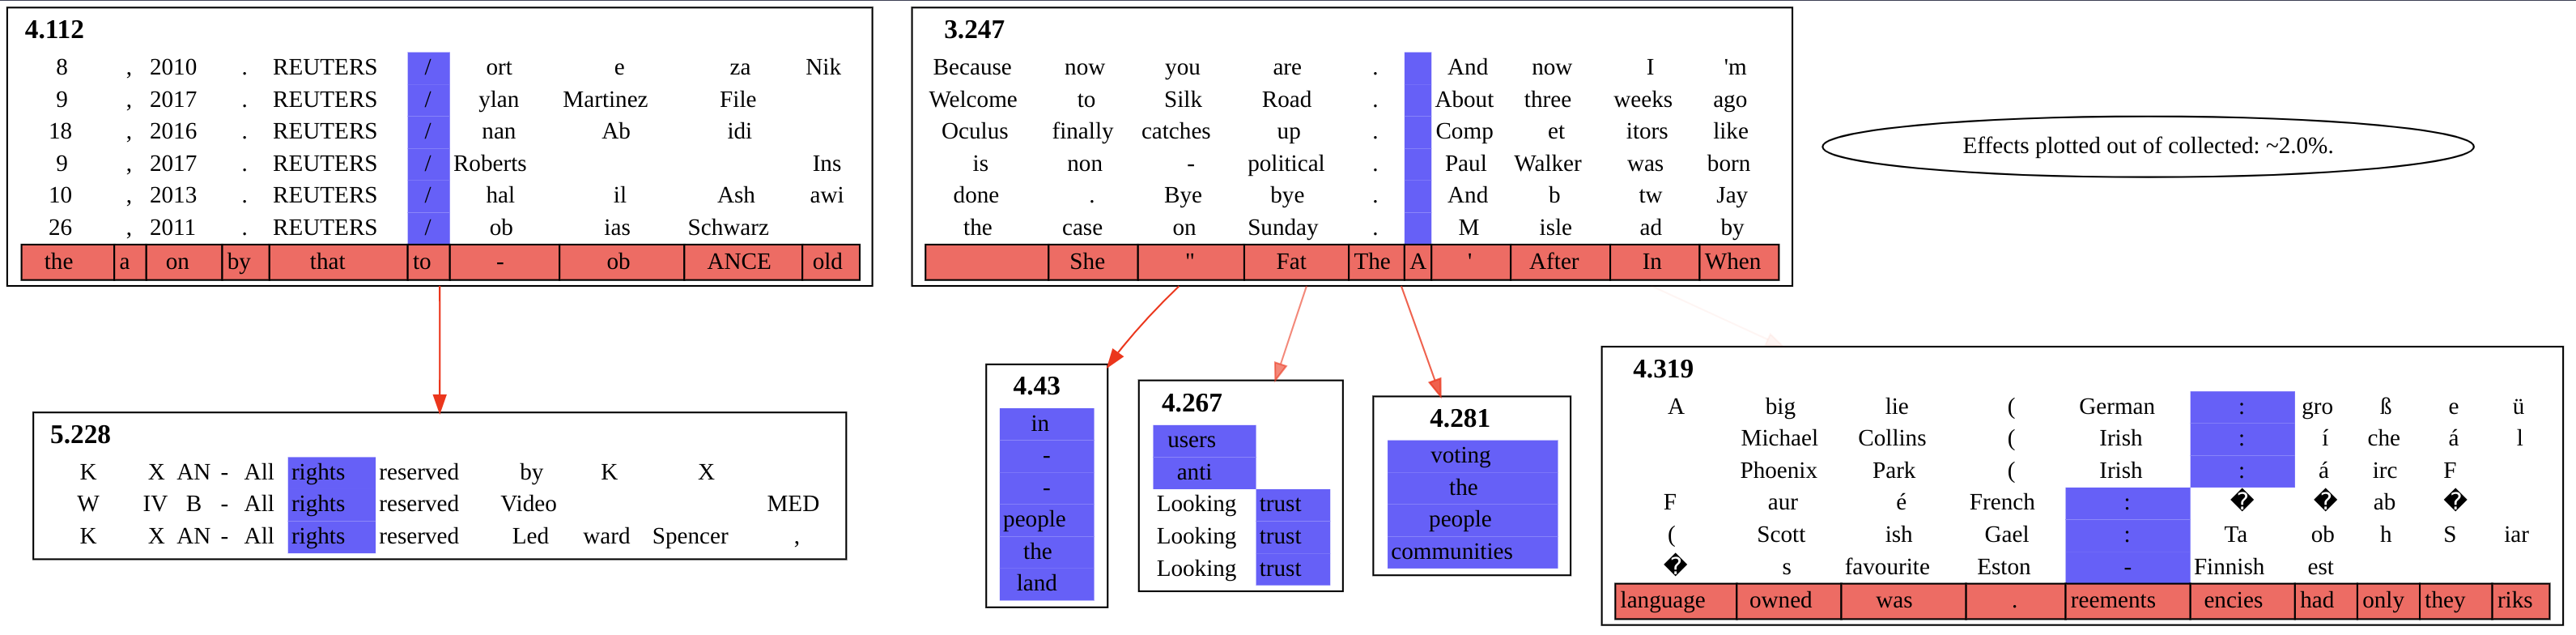 4.112
8 , 2010 . REUTERS / ort e za Nik
9 , 2017 . REUTERS / ylan Martinez File
18 , 2016 . REUTERS / nan Ab idi
9 , 2017 . REUTERS / Roberts Ins
10 , 2013 . REUTERS / hal il Ash awi
26 , 2011 . REUTERS / ob ias Schwarz
the a on by that to - ob ANCE old
3.247
Because now you are . And now I 'm
Welcome to Silk Road . About three weeks ago
Oculus finally catches up . Comp et itors like
is non - political . Paul Walker was born
done . Bye bye . And b tw Jay
the case on Sunday . M isle ad by
She " Fat The A ' After In When
Effects plotted out of collected: ~2.0%.
5.228
K X AN - All rights reserved by K X
W IV B - All rights reserved Video MED
K X AN - All rights reserved Led ward Spencer ,
4.43
in
-
-
people
the
land
4.267
users
anti
Looking trust
Looking trust
Looking trust
4.281
voting
the
people
communities
4.319
A big lie ( German : gro ß e ü
Michael Collins ( Irish : í che á l
Phoenix Park ( Irish : á irc F
F aur é French : � � ab �
( Scott ish Gael : Ta ob h S iar
� s favourite Eston - Finnish est
language owned was . reements encies had only they riks